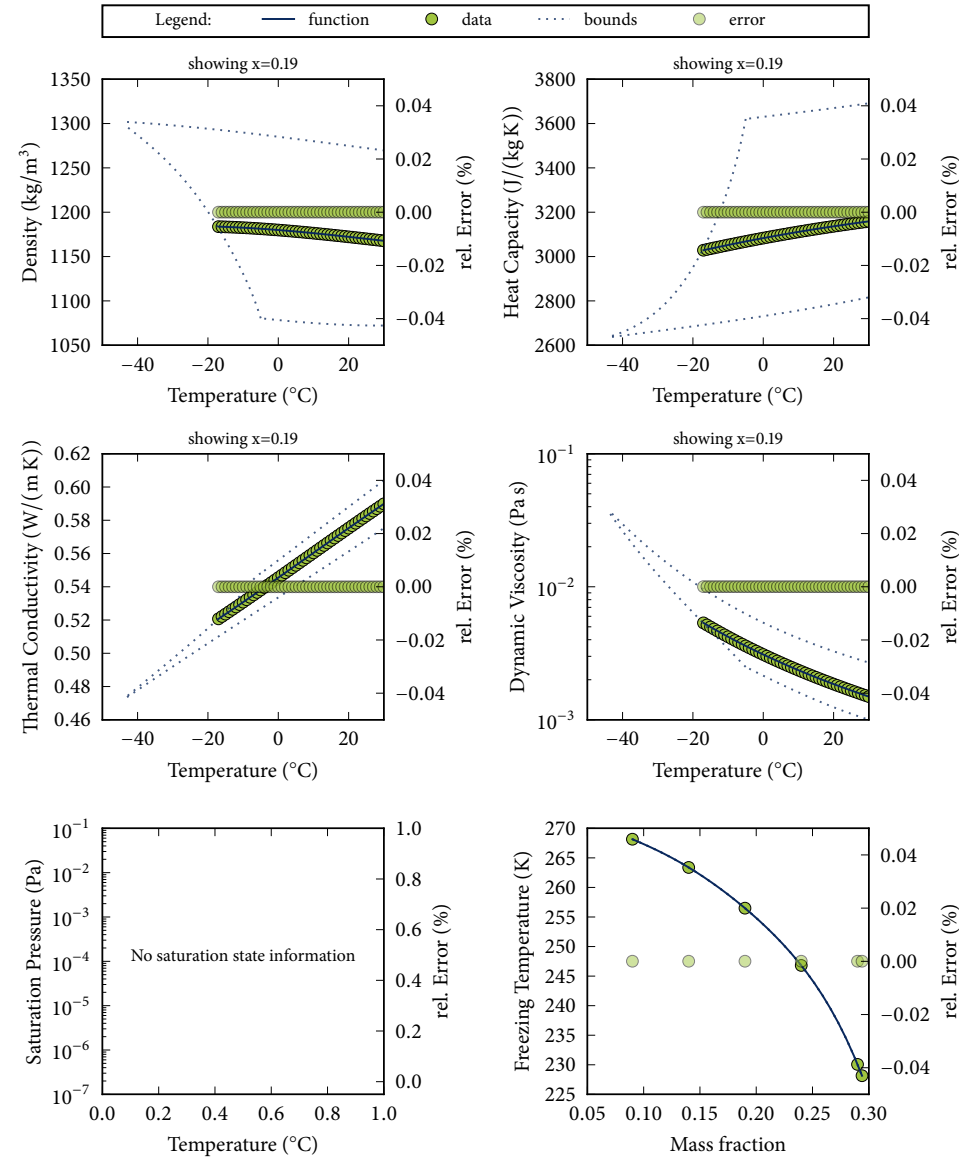 Legend: function data bounds error
showing x=0.19
1350
1300
1250
1200
1150
1100
1050
Density (kg/m³)
0.04
0.02
0.00
−0.02
−0.04
rel. Error (%)
−40 −20 0 20
Temperature (°C)
showing x=0.19
3800
3600
3400
3200
3000
2800
2600
Heat Capacity (J/(kg K))
0.04
0.02
0.00
−0.02
−0.04
rel. Error (%)
−40 −20 0 20
Temperature (°C)
showing x=0.19
0.62
0.60
0.58
0.56
0.54
0.52
0.50
0.48
0.46
Thermal Conductivity (W/(m K))
0.04
0.02
0.00
−0.02
−0.04
rel. Error (%)
−40 −20 0 20
Temperature (°C)
showing x=0.19
10⁻¹
10⁻²
10⁻³
Dynamic Viscosity (Pa s)
0.04
0.02
0.00
−0.02
−0.04
rel. Error (%)
−40 −20 0 20
Temperature (°C)
10⁻¹
10⁻²
10⁻³
10⁻⁴
10⁻⁵
10⁻⁶
10⁻⁷
Saturation Pressure (Pa)
No saturation state information
1.0
0.8
0.6
0.4
0.2
0.0
rel. Error (%)
0.0 0.2 0.4 0.6 0.8 1.0
Temperature (°C)
270
265
260
255
250
245
240
235
230
225
Freezing Temperature (K)
0.04
0.02
0.00
−0.02
−0.04
rel. Error (%)
0.05 0.10 0.15 0.20 0.25 0.30
Mass fraction